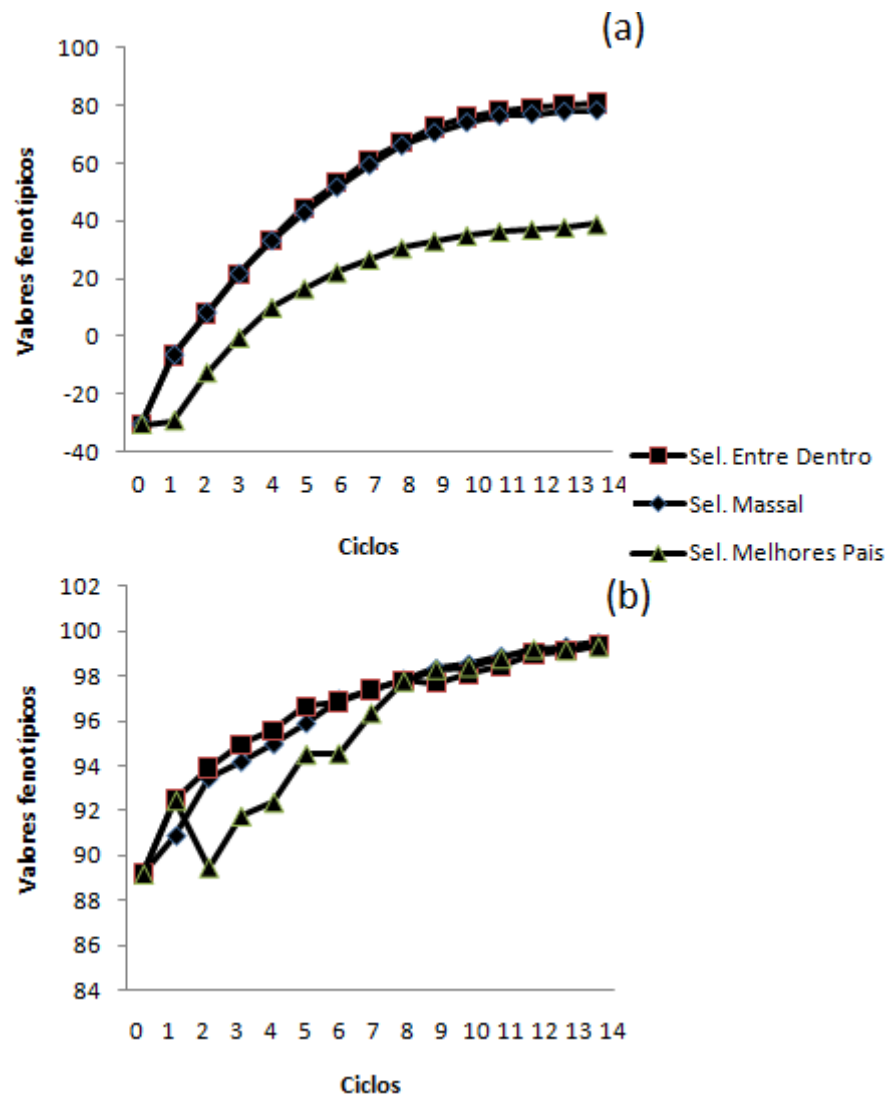 (a)
Valores fenotípicos
100
80
60
40
20
0
-20
-40
0 1 2 3 4 5 6 7 8 9 10 11 12 13 14
Ciclos
Sel. Entre Dentro
Sel. Massal
Sel. Melhores Pais
(b)
Valores fenotípicos
102
100
98
96
94
92
90
88
86
84
0 1 2 3 4 5 6 7 8 9 10 11 12 13 14
Ciclos